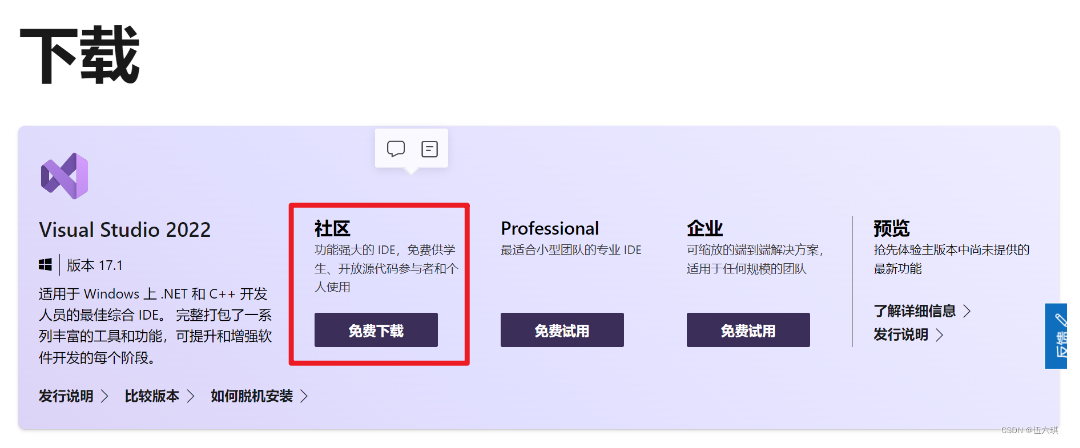 下载
Visual Studio 2022
版本 17.1
适用于 Windows 上 .NET 和 C++ 开发
人员的最佳综合 IDE。 完整打包了一系
列丰富的工具和功能，可提升和增强软
件开发的每个阶段。
社区
功能强大的 IDE，免费供学
生、开放源代码参与者和个
人使用
免费下载
Professional
最适合小型团队的专业 IDE
免费试用
企业
可缩放的端到端解决方案，
适用于任何规模的团队
免费试用
预览
抢先体验主版本中尚未提供的
最新功能
了解详细信息
发行说明
发行说明
比较版本
如何脱机安装
反馈
CSDN @伍六琪